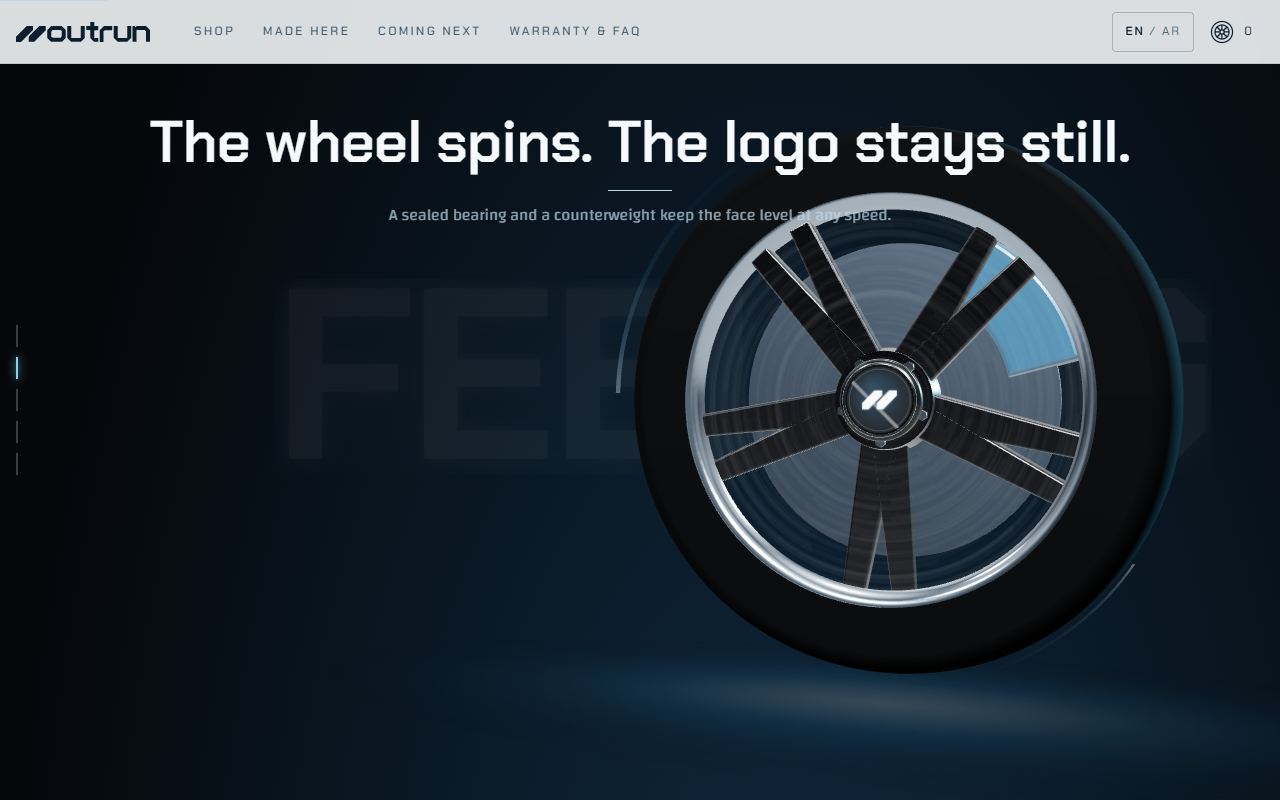 outrun
SHOP
MADE HERE
COMING NEXT
WARRANTY & FAQ
EN / AR
0
The wheel spins. The logo stays still.
A sealed bearing and a counterweight keep the face level at any speed.